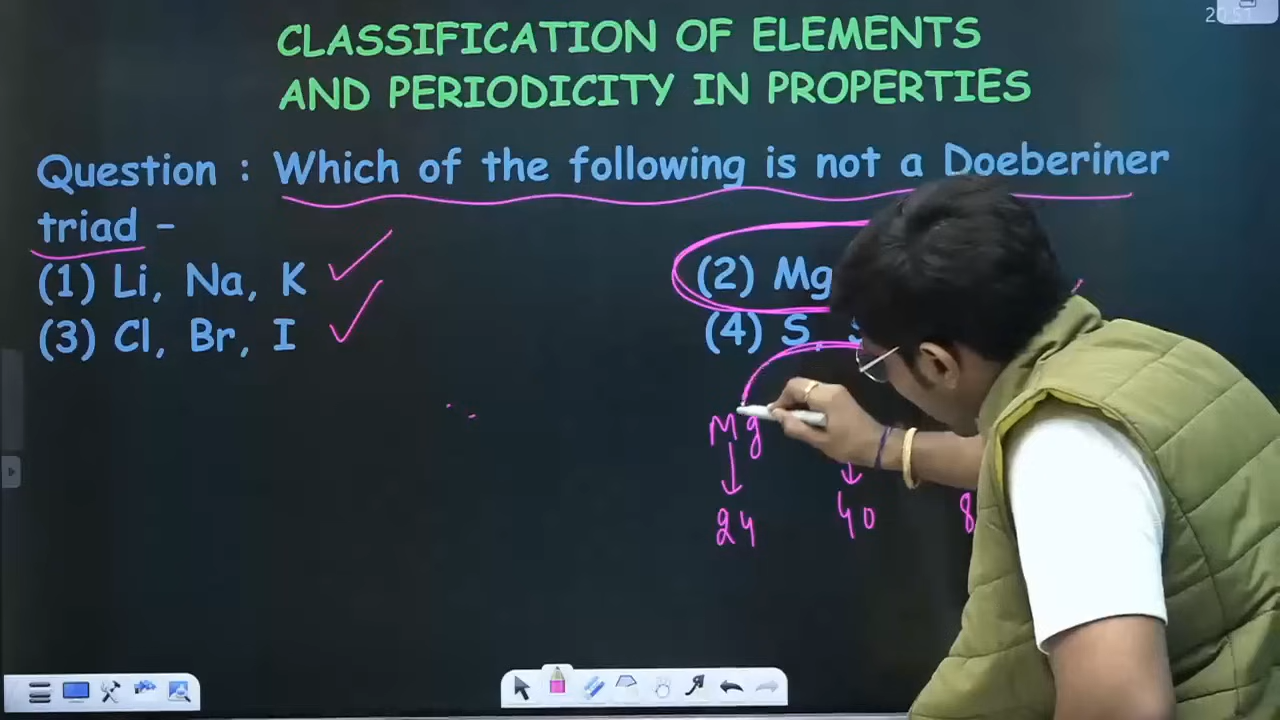 CLASSIFICATION OF ELEMENTS
AND PERIODICITY IN PROPERTIES
Question : Which of the following is not a Doeberiner
triad -
(1) Li, Na, K
(2) Mg
(3) Cl, Br, I
(4) S,
Mg
24 40 8